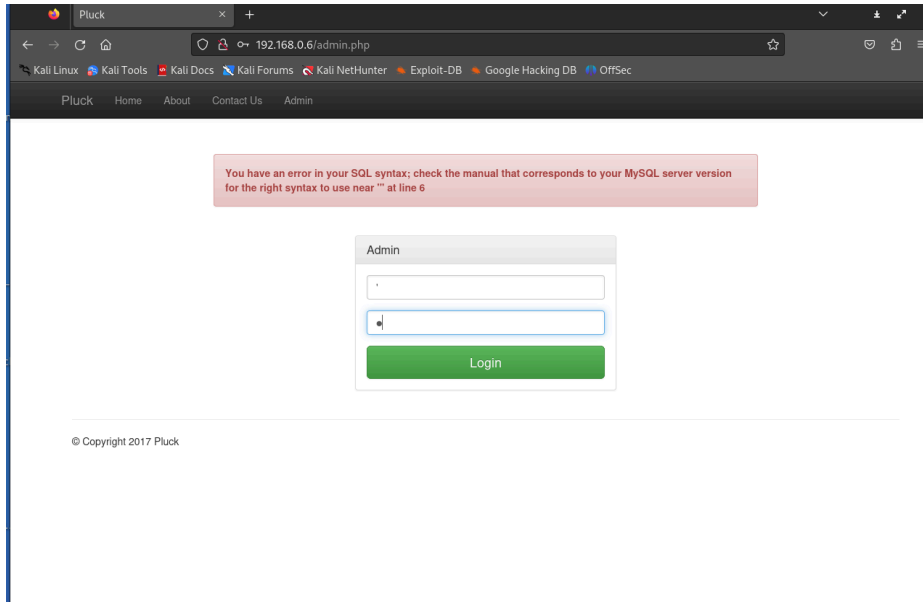 Pluck
192.168.0.6/admin.php
Kali Linux Kali Tools Kali Docs Kali Forums Kali NetHunter Exploit-DB Google Hacking DB OffSec
Pluck Home About Contact Us Admin
You have an error in your SQL syntax; check the manual that corresponds to your MySQL server version
for the right syntax to use near ''' at line 6
Admin
'
Login
© Copyright 2017 Pluck